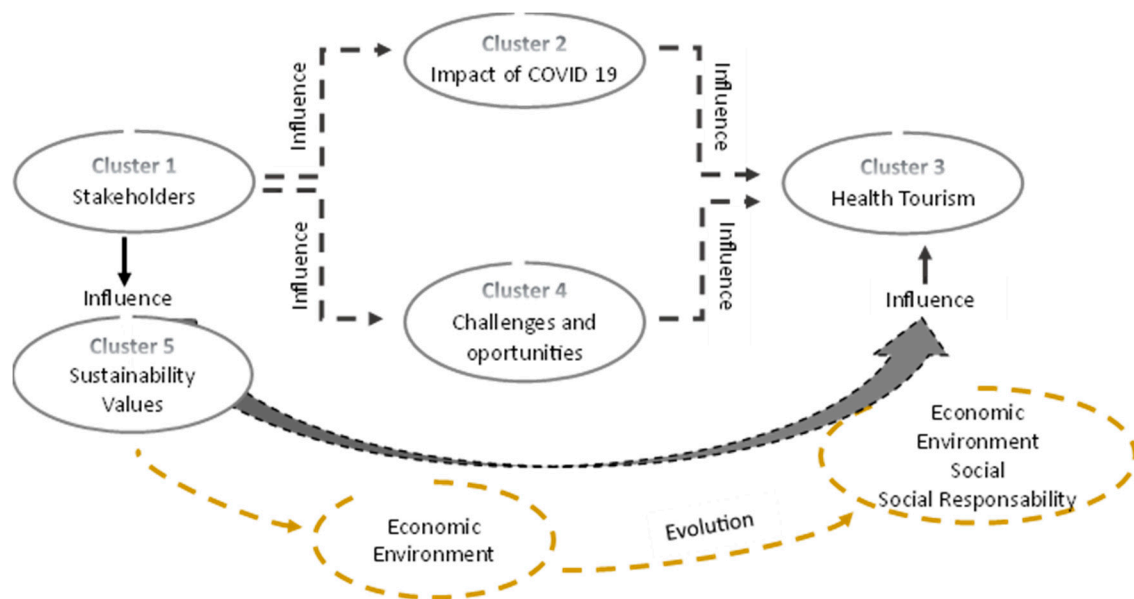 Cluster 2
Impact of COVID 19
Influence
Influence
Cluster 1
Stakeholders
Cluster 3
Health Tourism
Influence
Influence
Cluster 4
Challenges and
oportunities
Influence
Influence
Cluster 5
Sustainability
Values
Economic
Environment
Social
Social Responsability
Evolution
Economic
Environment